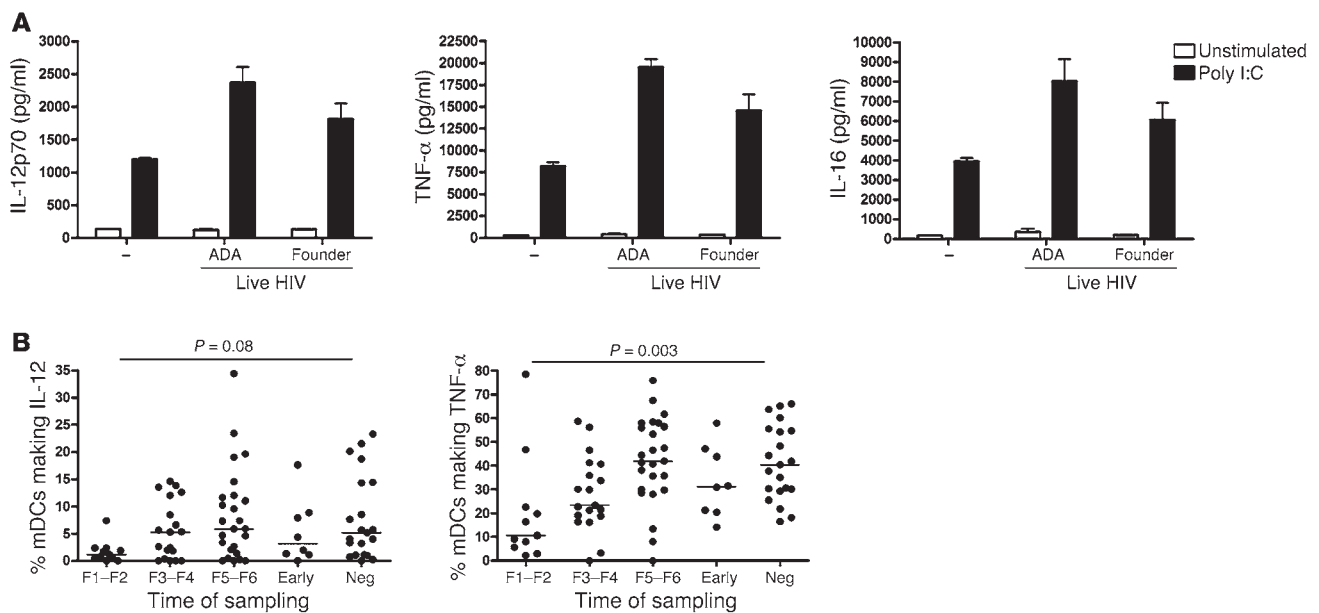 A
IL-12p70 (pg/ml)
3000
2500
2000
1500
1000
500
0
–
ADA
Founder
Live HIV
TNF-α (pg/ml)
22500
20000
17500
15000
12500
10000
7500
5000
2500
0
–
ADA
Founder
Live HIV
IL-16 (pg/ml)
10000
9000
8000
7000
6000
5000
4000
3000
2000
1000
0
–
ADA
Founder
Live HIV
Unstimulated
Poly I:C
B
% mDCs making IL-12
P = 0.08
35
30
25
20
15
10
5
0
F1–F2
F3–F4
F5–F6
Early
Neg
Time of sampling
% mDCs making TNF-α
P = 0.003
80
70
60
50
40
30
20
10
0
F1–F2
F3–F4
F5–F6
Early
Neg
Time of sampling